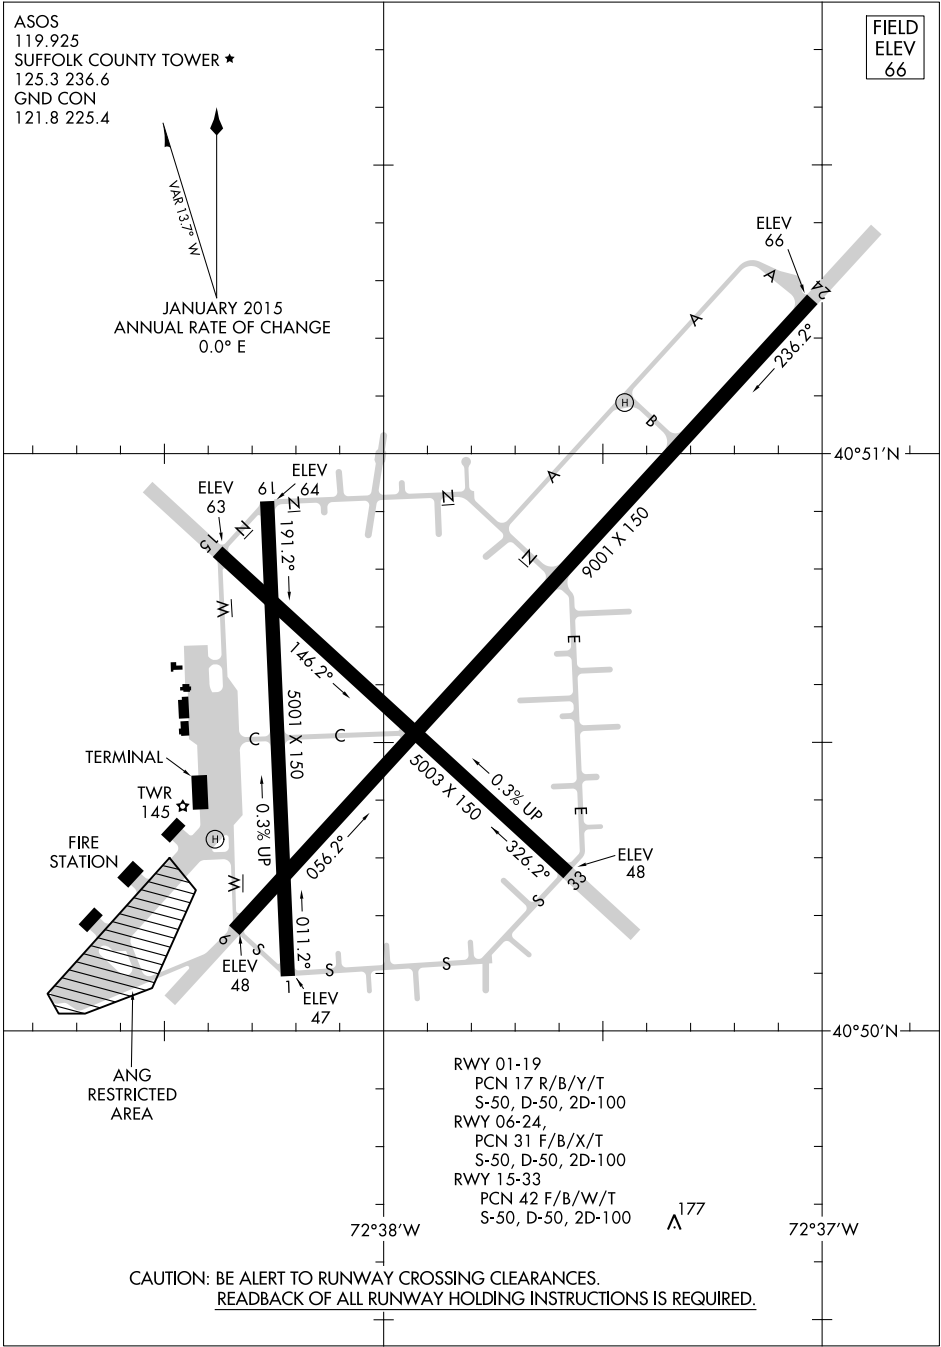 ASOS
119.925
SUFFOLK COUNTY TOWER ★
125.3 236.6
GND CON
121.8 225.4
FIELD
ELEV
66
VAR 13.7° W
JANUARY 2015
ANNUAL RATE OF CHANGE
0.0° E
ELEV
66
24
A
A
236.2°
H
B
A
40°51'N
ELEV
64
ELEV
63
19
N
N
N
15
191.2°
9001 X 150
N
W
E
146.2°
5001 X 150
C
C
TERMINAL
TWR
145
0.3% UP
5003 X 150
0.3% UP
E
H
FIRE
STATION
056.2°
326.2°
ELEV
48
33
W
S
011.2°
6
S
ELEV
48
S
S
1
ELEV
47
40°50'N
ANG
RESTRICTED
AREA
RWY 01-19
PCN 17 R/B/Y/T
S-50, D-50, 2D-100
RWY 06-24,
PCN 31 F/B/X/T
S-50, D-50, 2D-100
RWY 15-33
PCN 42 F/B/W/T
S-50, D-50, 2D-100
177
72°38'W
72°37'W
CAUTION: BE ALERT TO RUNWAY CROSSING CLEARANCES.
READBACK OF ALL RUNWAY HOLDING INSTRUCTIONS IS REQUIRED.